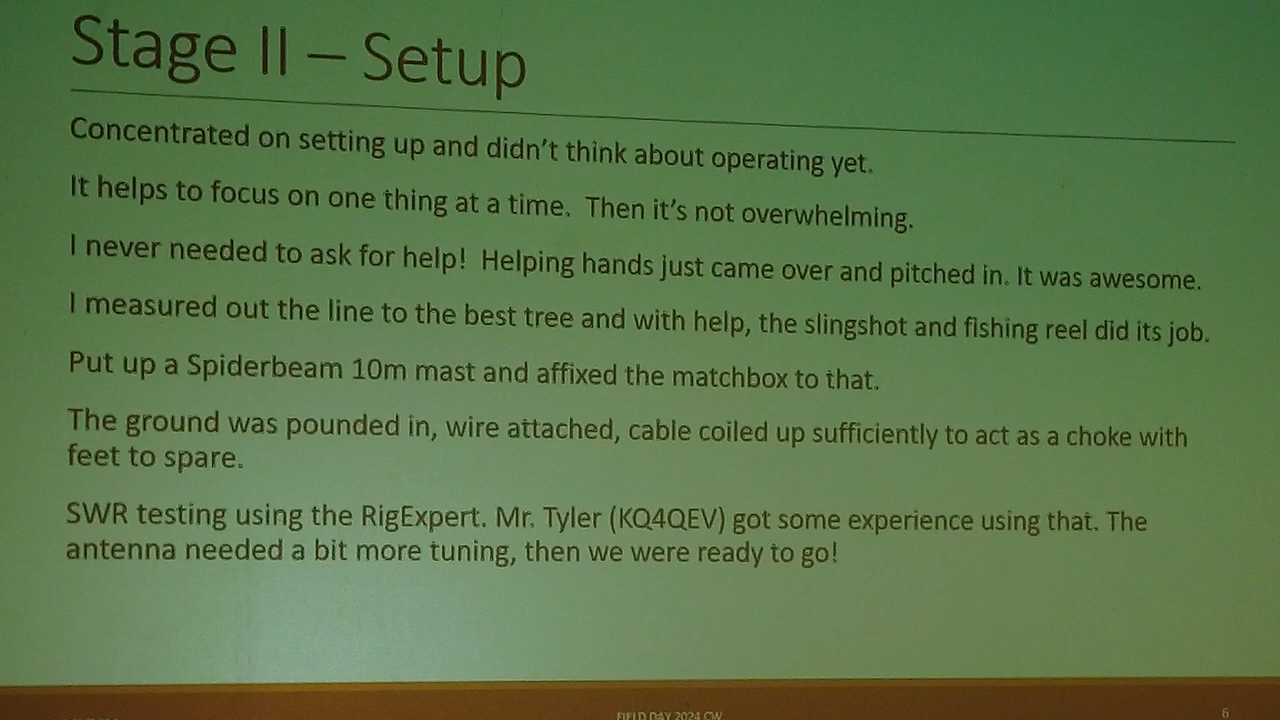 Stage II – Setup
Concentrated on setting up and didn't think about operating yet.
It helps to focus on one thing at a time.  Then it's not overwhelming.
I never needed to ask for help!  Helping hands just came over and pitched in. It was awesome.
I measured out the line to the best tree and with help, the slingshot and fishing reel did its job.
Put up a Spiderbeam 10m mast and affixed the matchbox to that.
The ground was pounded in, wire attached, cable coiled up sufficiently to act as a choke with
feet to spare.
SWR testing using the RigExpert. Mr. Tyler (KQ4QEV) got some experience using that. The
antenna needed a bit more tuning, then we were ready to go!
FIELD DAY 2024 CW
6